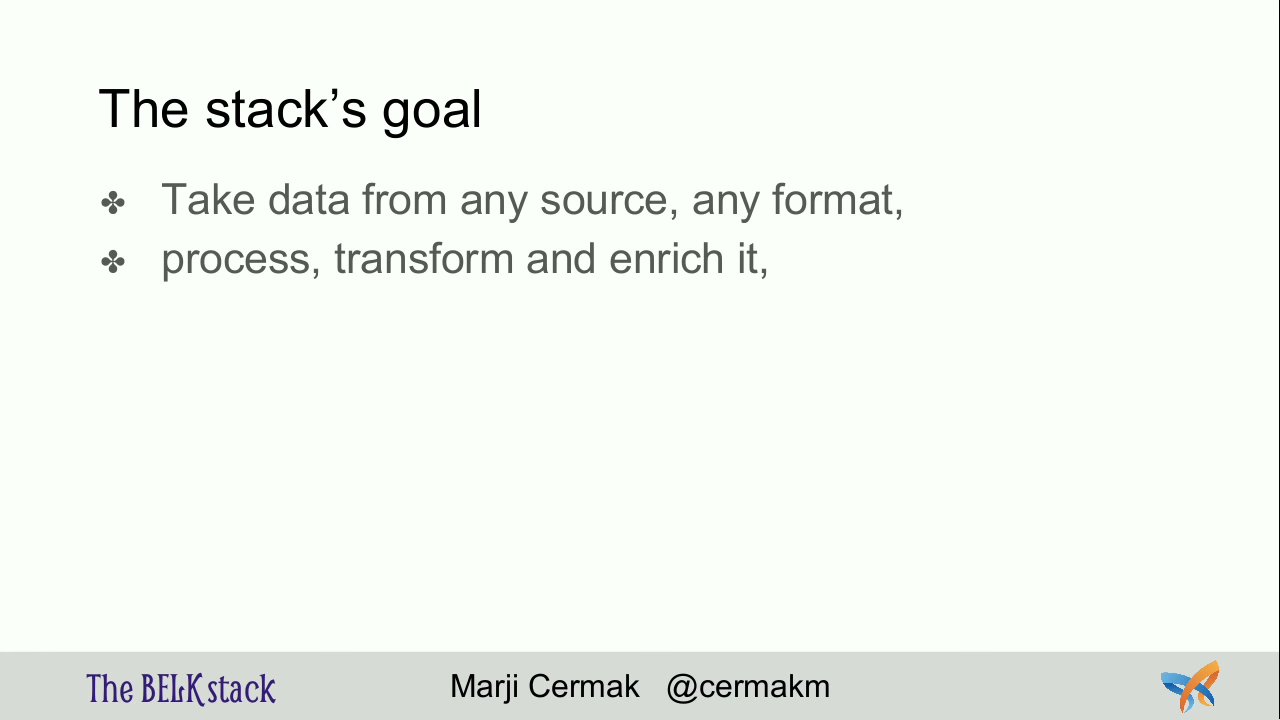 The stack’s goal
✤ Take data from any source, any format,
✤ process, transform and enrich it,
The BELK stack Marji Cermak @cermakm